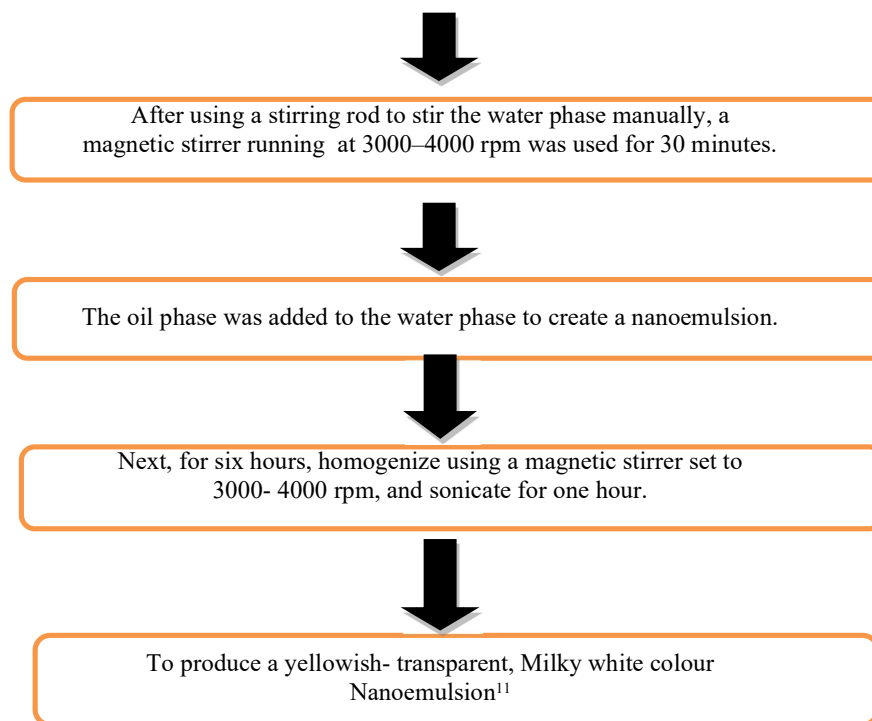 After using a stirring rod to stir the water phase manually, a
magnetic stirrer running at 3000–4000 rpm was used for 30 minutes.
The oil phase was added to the water phase to create a nanoemulsion.
Next, for six hours, homogenize using a magnetic stirrer set to
3000- 4000 rpm, and sonicate for one hour.
To produce a yellowish- transparent, Milky white colour
Nanoemulsion¹¹